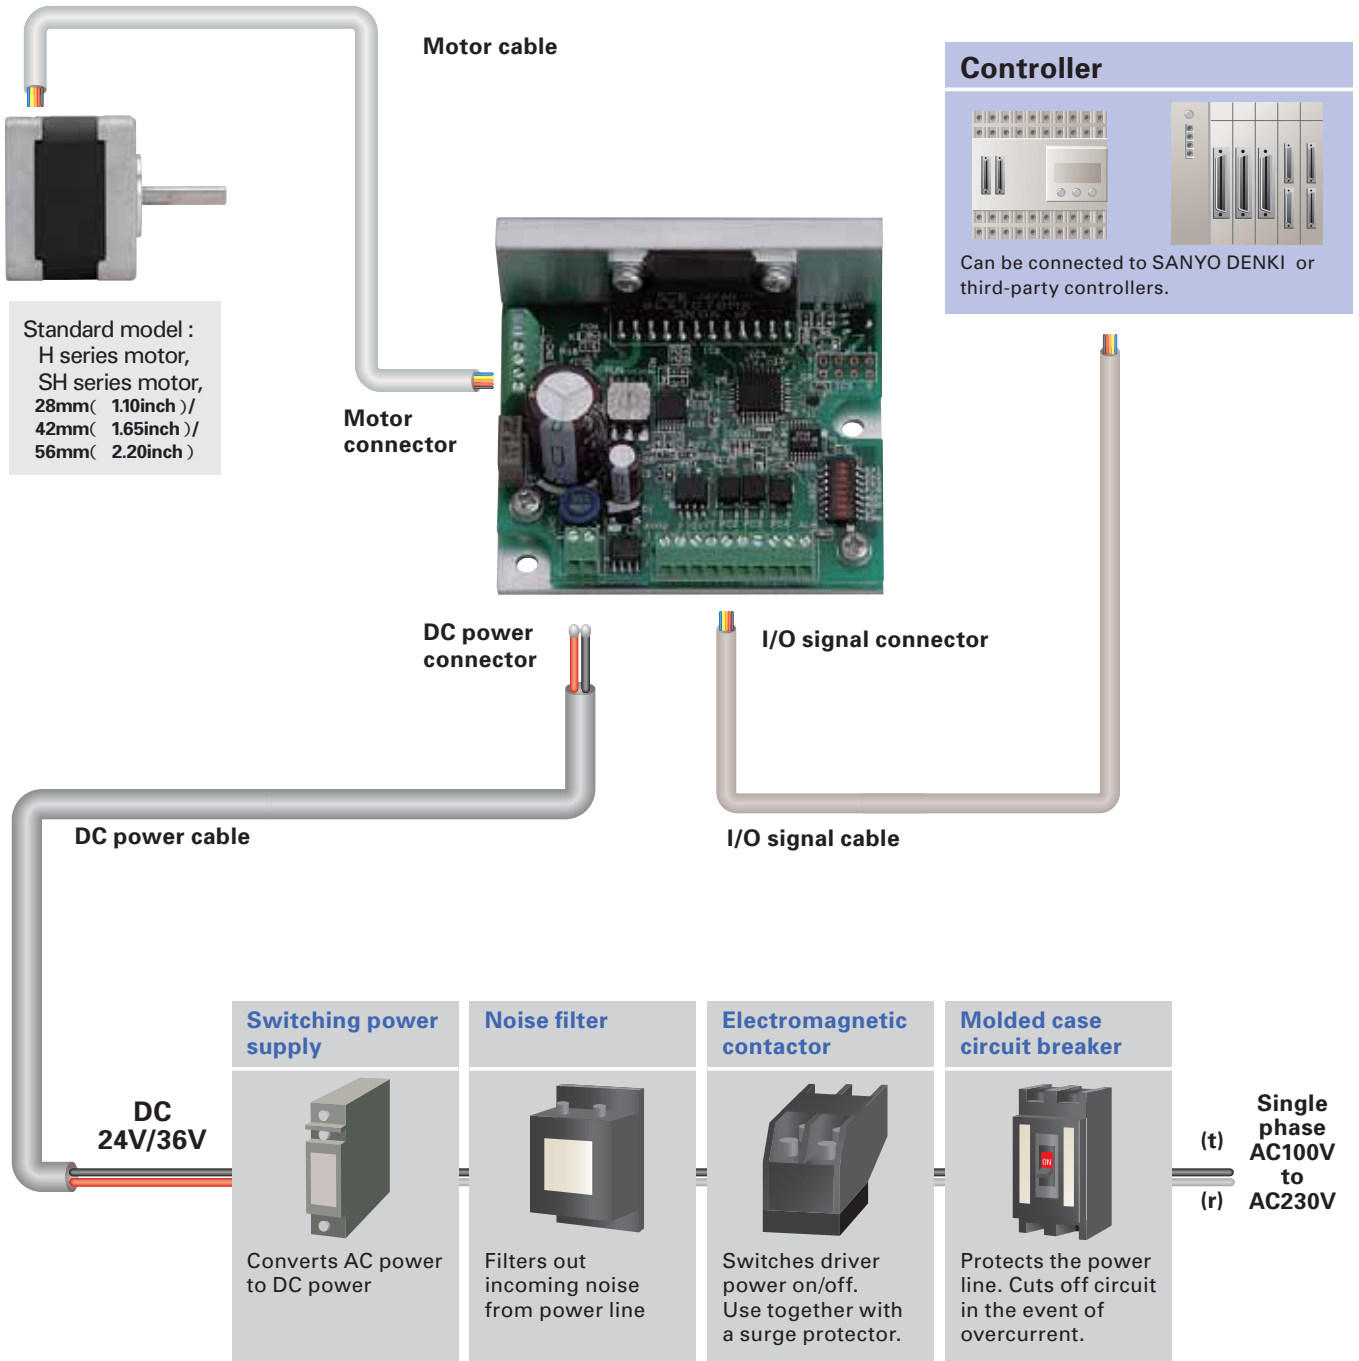 Motor cable
Controller
Can be connected to SANYO DENKI or
third-party controllers.
Standard model :
H series motor,
SH series motor,
28mm( 1.10inch )/
42mm( 1.65inch )/
56mm( 2.20inch )
Motor
connector
DC power
connector
I/O signal connector
DC power cable
I/O signal cable
DC
24V/36V
Switching power
supply
Converts AC power
to DC power
Noise filter
Filters out
incoming noise
from power line
Electromagnetic
contactor
Switches driver
power on/off.
Use together with
a surge protector.
Molded case
circuit breaker
ON
Protects the power
line. Cuts off circuit
in the event of
overcurrent.
(t)
(r)
Single
phase
AC100V
to
AC230V